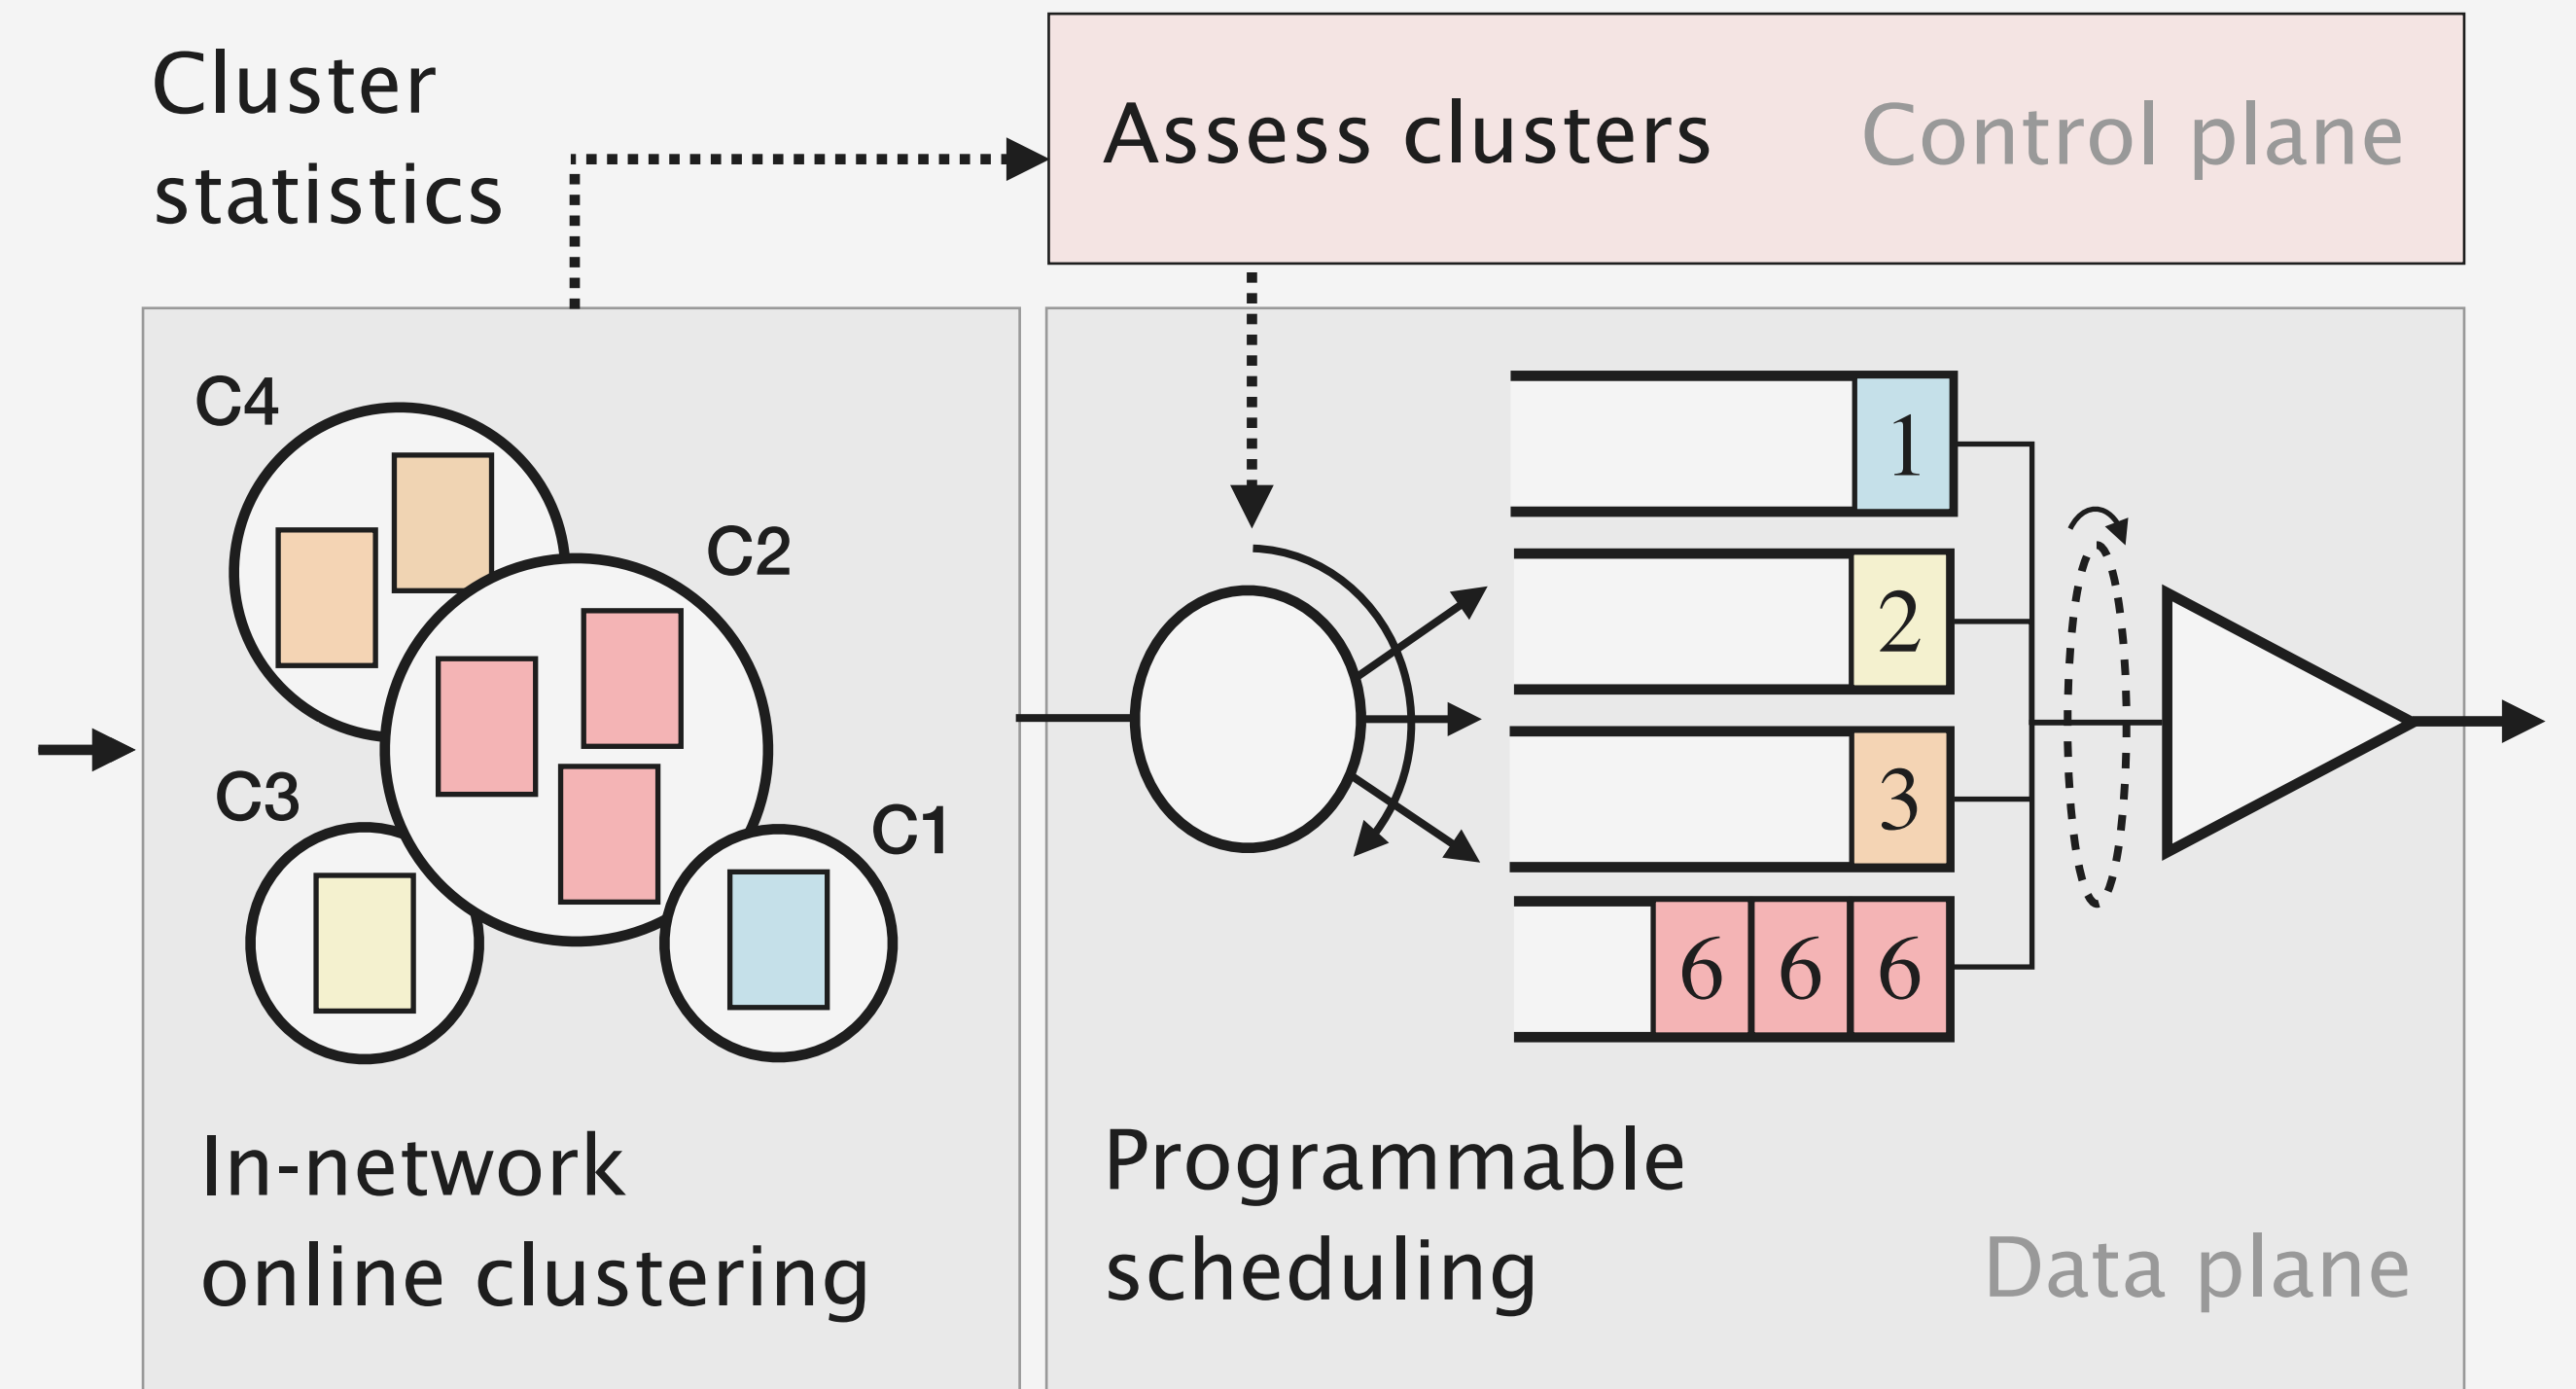 Cluster
statistics
Assess clusters
Control plane
C4
C2
C3
C1
1
2
3
6 6 6
In-network
online clustering
Programmable
scheduling
Data plane